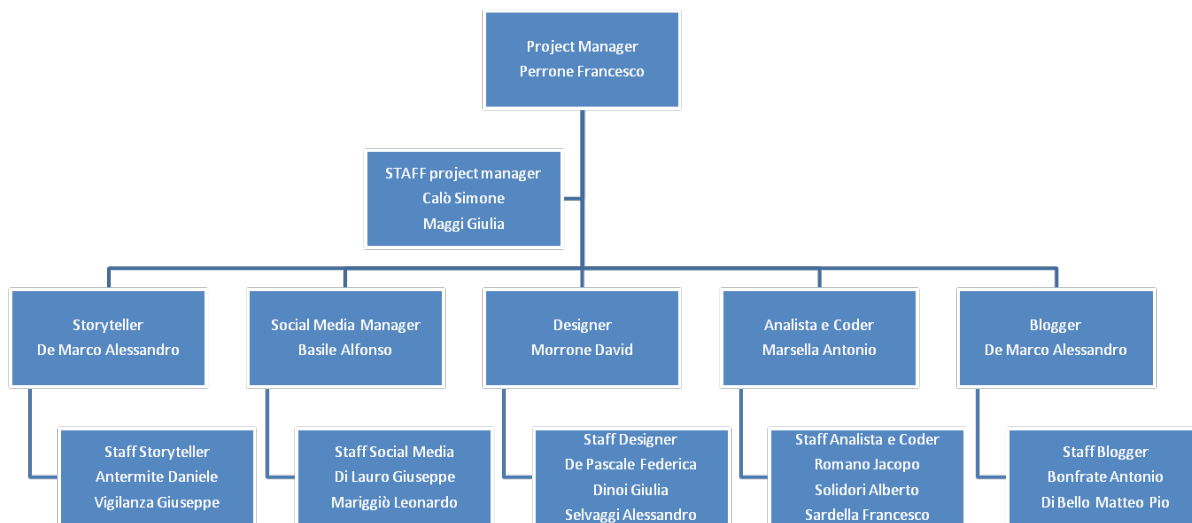 Project Manager
Perrone Francesco
STAFF project manager
Calò Simone
Maggi Giulia
Storyteller
De Marco Alessandro
Social Media Manager
Basile Alfonso
Designer
Morrone David
Analista e Coder
Marsella Antonio
Blogger
De Marco Alessandro
Staff Storyteller
Antermite Daniele
Vigilanza Giuseppe
Staff Social Media
Di Lauro Giuseppe
Mariggiò Leonardo
Staff Designer
De Pascale Federica
Dinoi Giulia
Selvaggi Alessandro
Staff Analista e Coder
Romano Jacopo
Solidori Alberto
Sardella Francesco
Staff Blogger
Bonfrate Antonio
Di Bello Matteo Pio